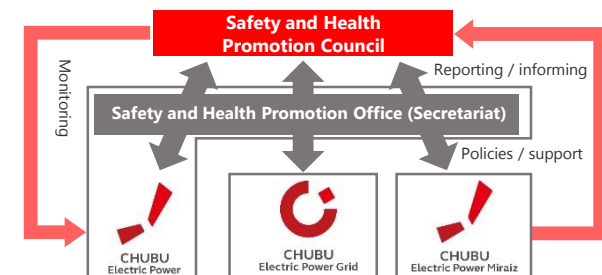 Safety and Health
Promotion Council
Monitoring
Reporting / informing
Safety and Health Promotion Office (Secretariat)
Policies / support
CHUBU
Electric Power
CHUBU
Electric Power Grid
CHUBU
Electric Power Miraiz